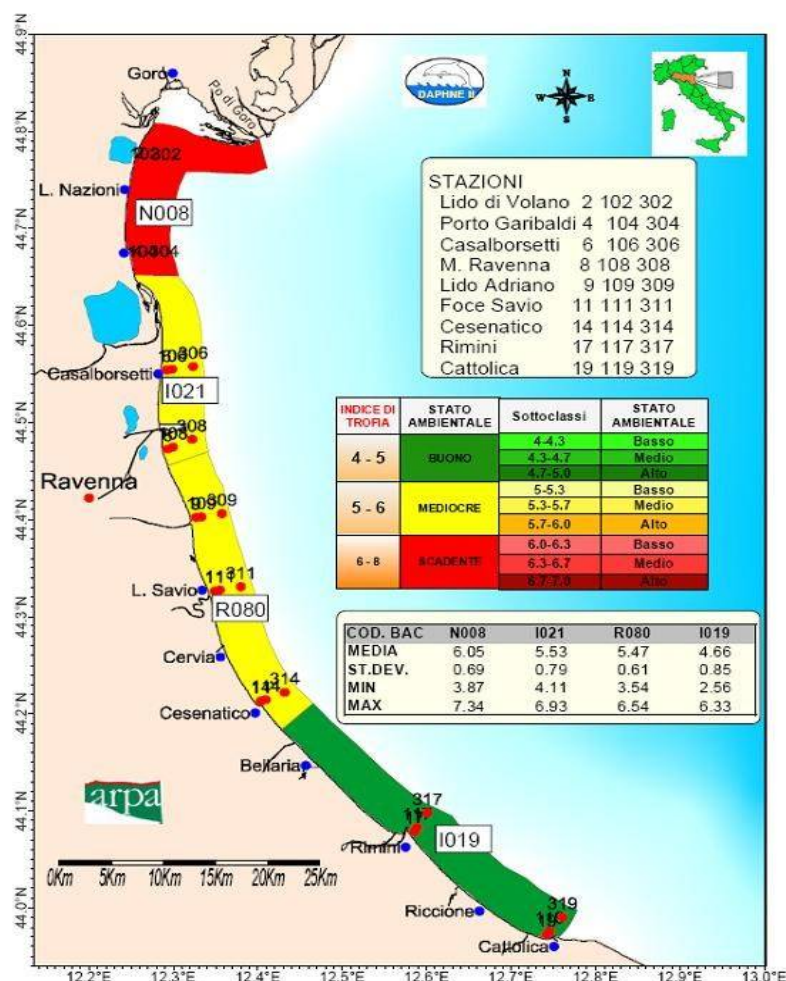 44.9°N
Goro
Po di Goro
DAPHNE II
N
W E
S
44.8°N
302
L. Nazioni
N008
44.7°N
304
STAZIONI
Lido di Volano 2 102 302
Porto Garibaldi 4 104 304
Casalborsetti 6 106 306
M. Ravenna 8 108 308
Lido Adriano 9 109 309
Foce Savio 11 111 311
Cesenatico 14 114 314
Rimini 17 117 317
Cattolica 19 119 319
44.6°N
306
Casalborsetti
I021
44.5°N
308
Ravenna
309
44.4°N
INDICE DI TROFIA STATO AMBIENTALE Sottoclassi STATO AMBIENTALE
4 - 5 BUONO 4-4.3 Basso
4.3-4.7 Medio
4.7-5.0 Alto
5 - 6 MEDIOCRE 5-5.3 Basso
5.3-5.7 Medio
5.7-6.0 Alto
6 - 8 SCADENTE 6.0-6.3 Basso
6.3-6.7 Medio
6.7-7.0 Alto
311
L. Savio
R080
44.3°N
Cervia
COD. BAC N008 I021 R080 I019
MEDIA 6.05 5.53 5.47 4.66
ST.DEV. 0.69 0.79 0.61 0.85
MIN 3.87 4.11 3.54 2.56
MAX 7.34 6.93 6.54 6.33
314
44.2°N
Cesenatico
Bellaria
arpa
317
44.1°N
I019
Rimini
0Km 5Km 10Km 15Km 20Km 25Km
319
Riccione
44.0°N
Cattolica
12.2°E 12.3°E 12.4°E 12.5°E 12.6°E 12.7°E 12.8°E 12.9°E 13.0°E